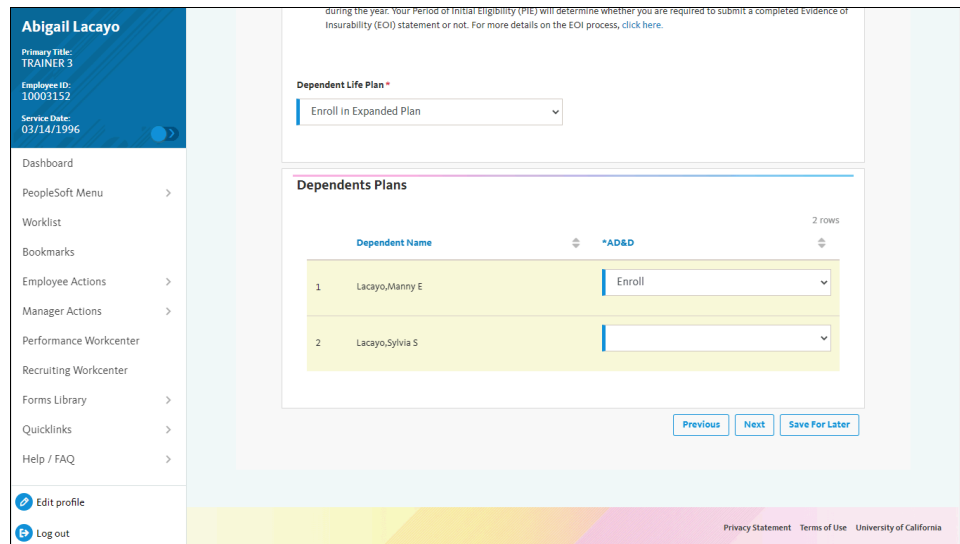 Abigail Lacayo
Primary Title:
TRAINER 3
Employee ID:
10003152
Service Date:
03/14/1996
Dashboard
PeopleSoft Menu
Worklist
Bookmarks
Employee Actions
Manager Actions
Performance Workcenter
Recruiting Workcenter
Forms Library
Quicklinks
Help / FAQ
Edit profile
Log out
during the year. Your Period of Initial Eligibility (PIE) will determine whether you are required to submit a completed Evidence of
Insurability (EOI) statement or not. For more details on the EOI process, click here.
Dependent Life Plan *
Enroll in Expanded Plan
Dependents Plans
2 rows
Dependent Name *AD&D
1 Lacayo,Manny E Enroll
2 Lacayo,Sylvia S
Previous Next Save For Later
Privacy Statement Terms of Use University of California